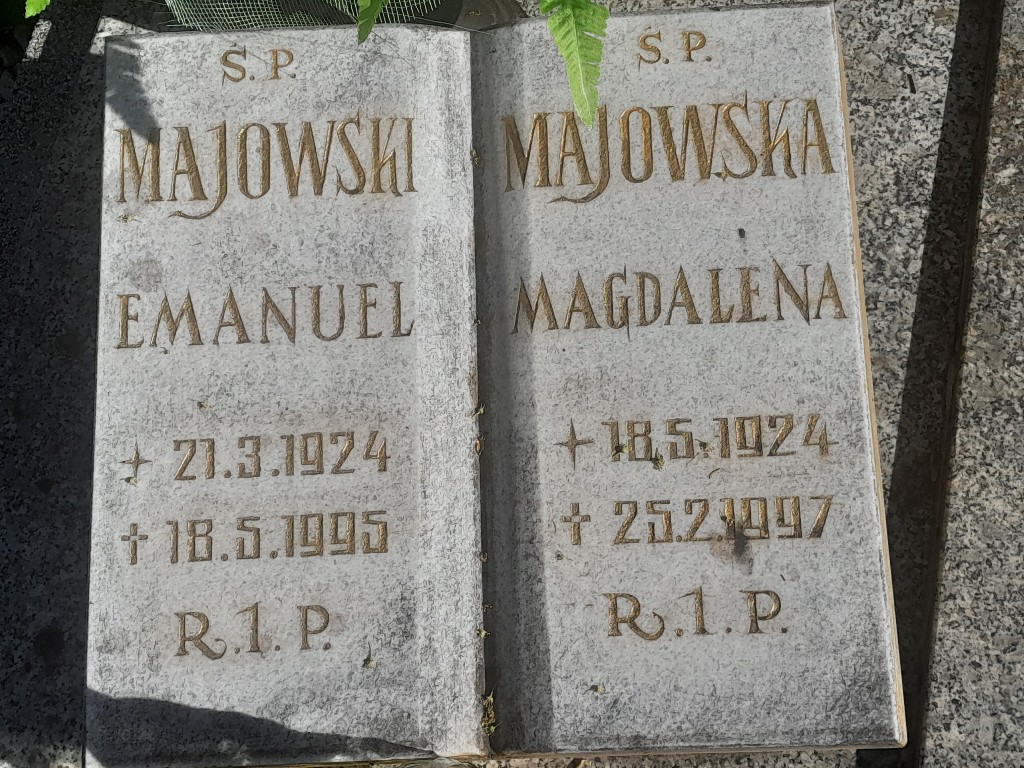 S. P.
MAJOWSKI
EMANUEL
21.3.1924
✝ 18.5.1995
R.I.P.
S. P.
MAJOWSKA
MAGDALENA
18.5.1924
✝ 25.2.1997
R.I.P.